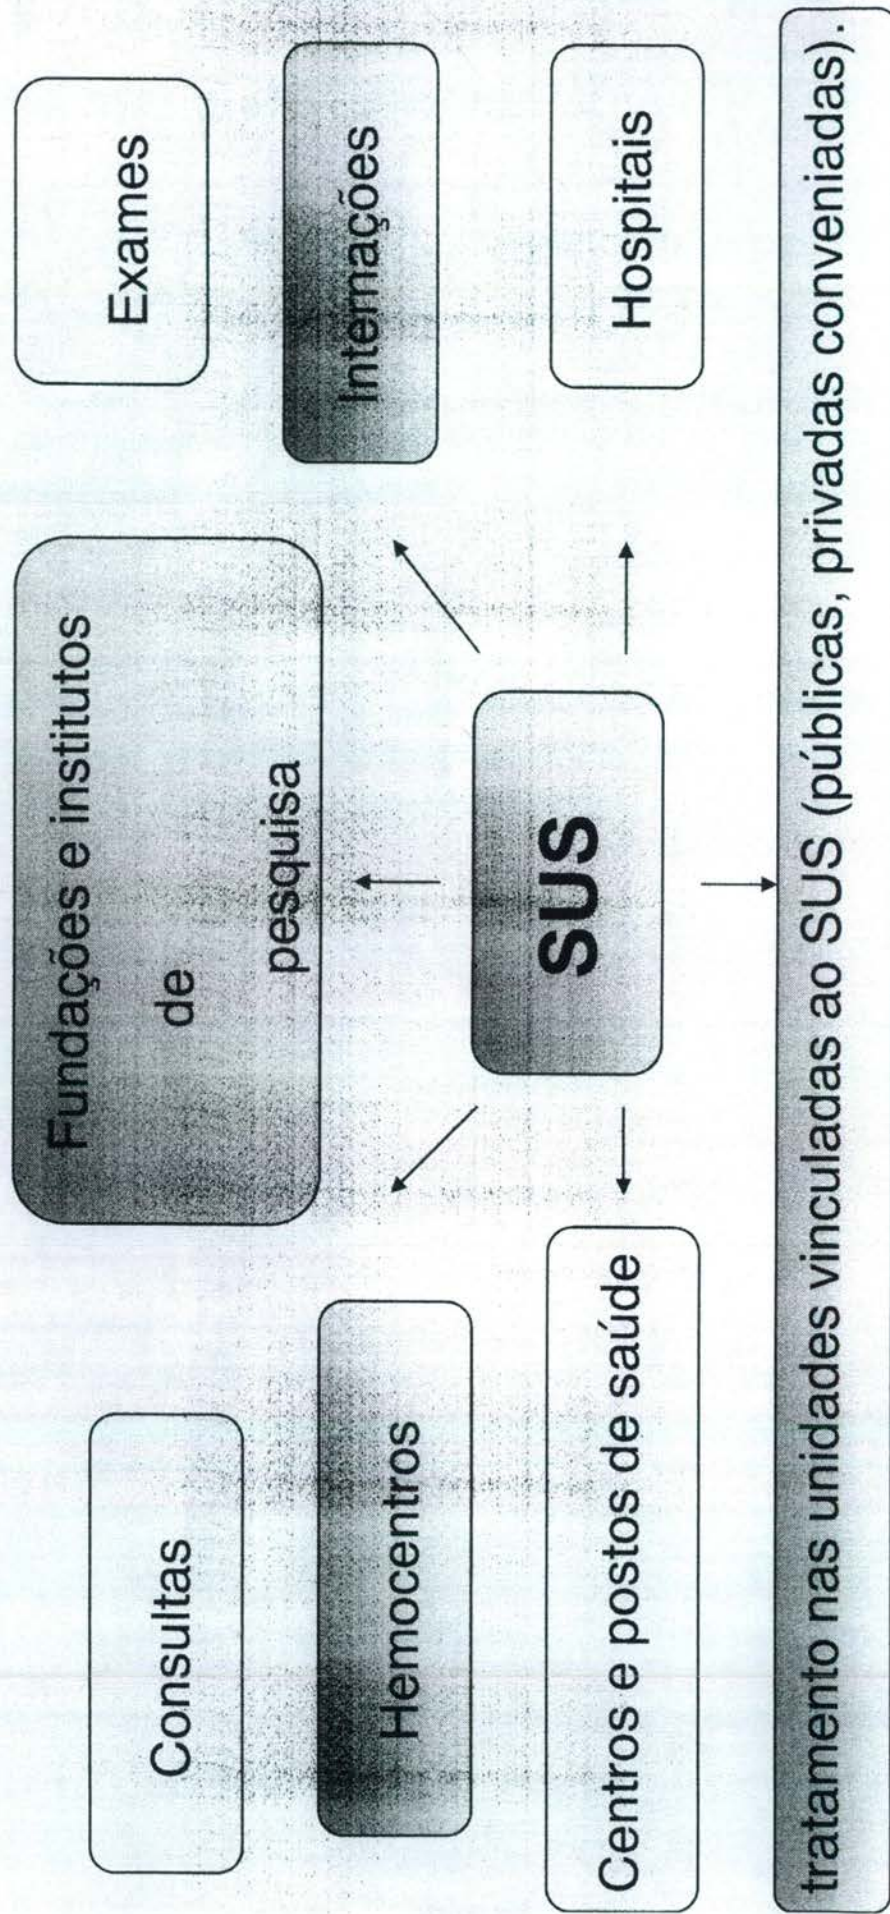 Consultas
Fundações e institutos
de
pesquisa
Exames
Hemocentros
Internações
SUS
Centros e postos de saúde
Hospitais
tratamento nas unidades vinculadas ao SUS (públicas, privadas conveniadas).